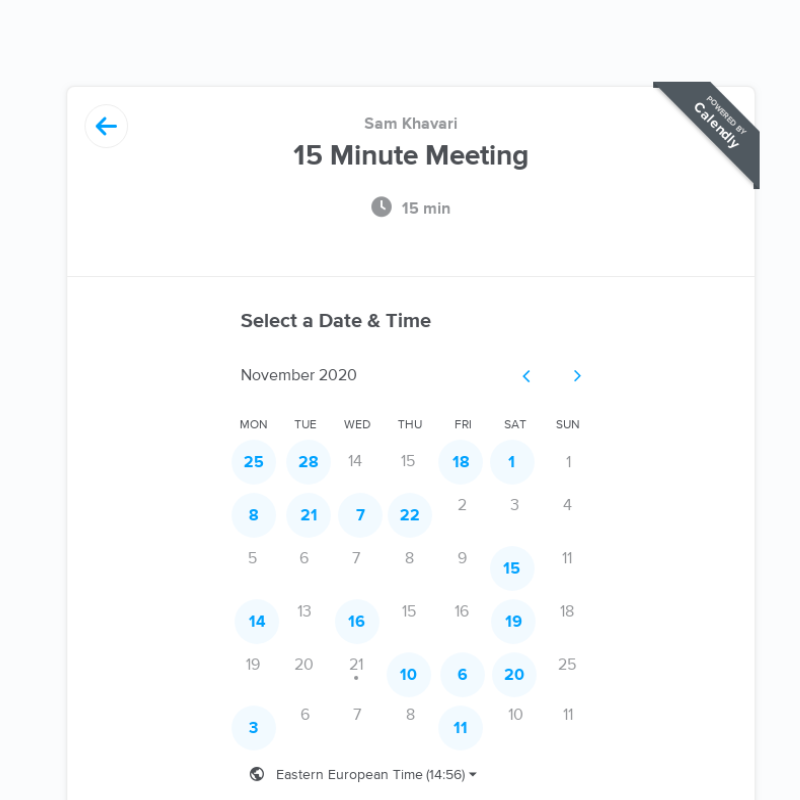 POWERED BY
Calendly
Sam Khavari
15 Minute Meeting
15 min
Select a Date & Time
November 2020
MON TUE WED THU FRI SAT SUN
25 28 14 15 18 1 1
8 21 7 22 2 3 4
5 6 7 8 9 15 11
14 13 16 15 16 19 18
19 20 21 10 6 20 25
3 6 7 8 11 10 11
Eastern European Time (14:56)